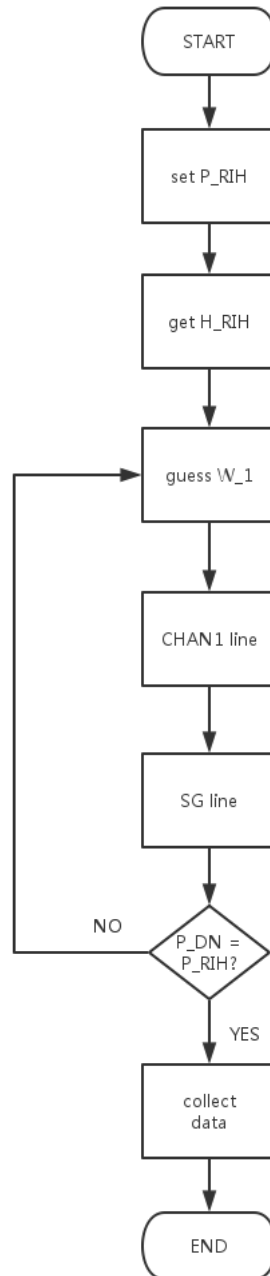 START
set P_RIH
get H_RIH
guess W_1
CHAN1 line
SG line
NO
P_DN =
P_RIH?
YES
collect
data
END